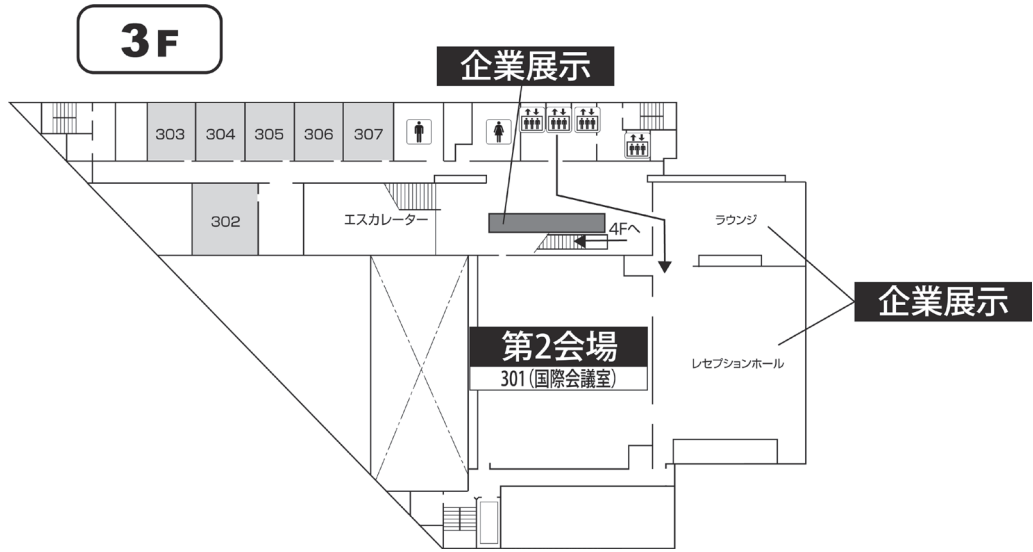 3F
企業展示
303 304 305 306 307
302
エスカレーター
4Fへ
ラウンジ
企業展示
第2会場
301(国際会議室)
レセプションホール